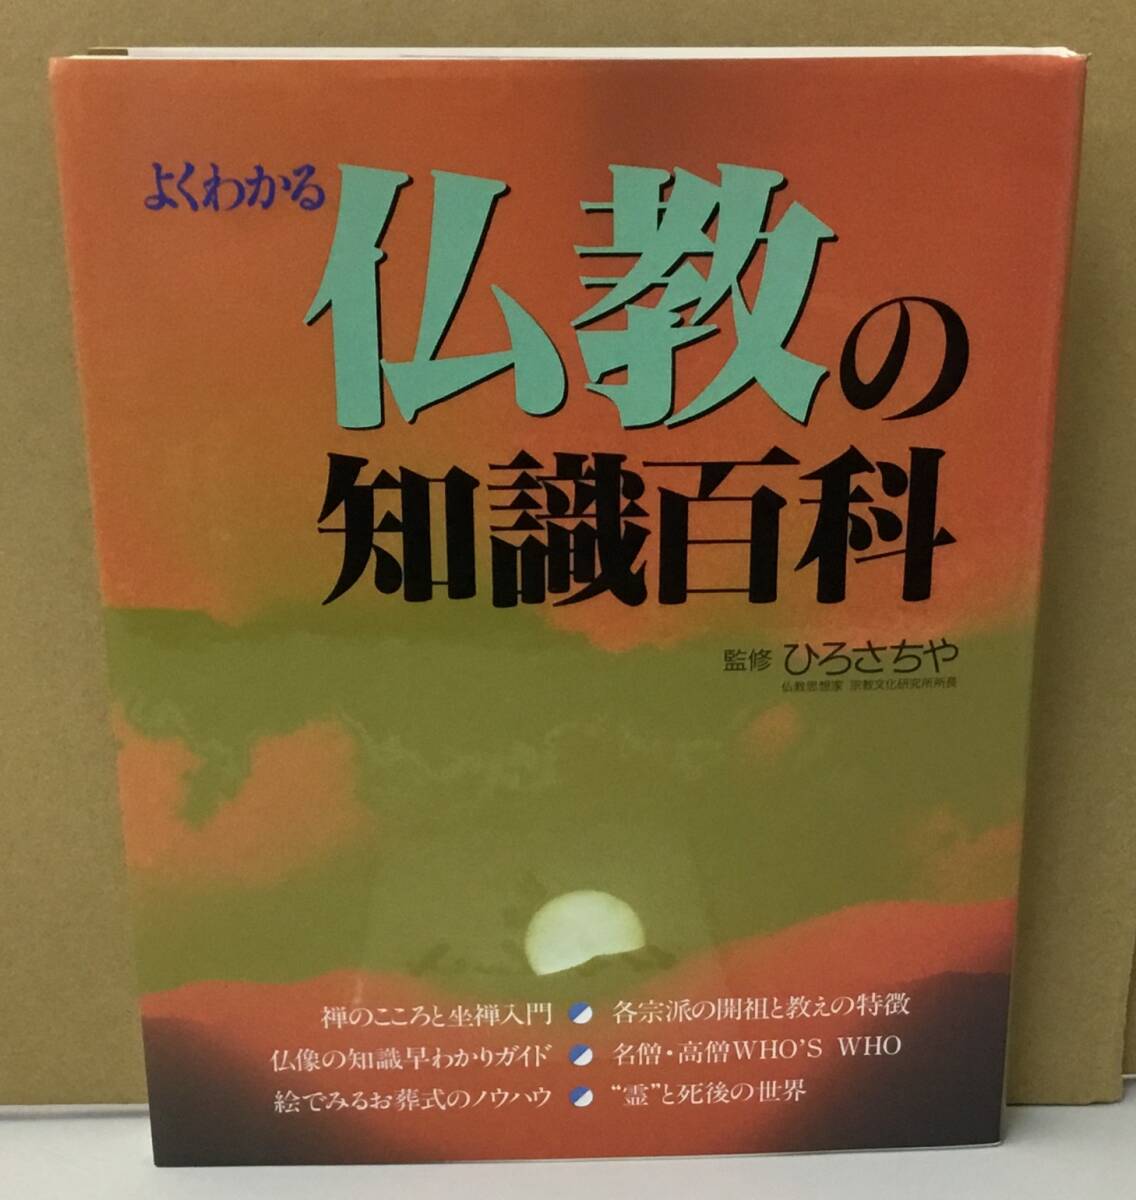 よくわかる
仏教の
知識百科
監修 ひろさちや
仏教思想家 宗教文化研究所所長
禅のこころと坐禅入門 各宗派の開祖と教えの特徴
仏像の知識早わかりガイド 名僧・高僧WHO'S WHO
絵でみるお葬式のノウハウ “霊”と死後の世界